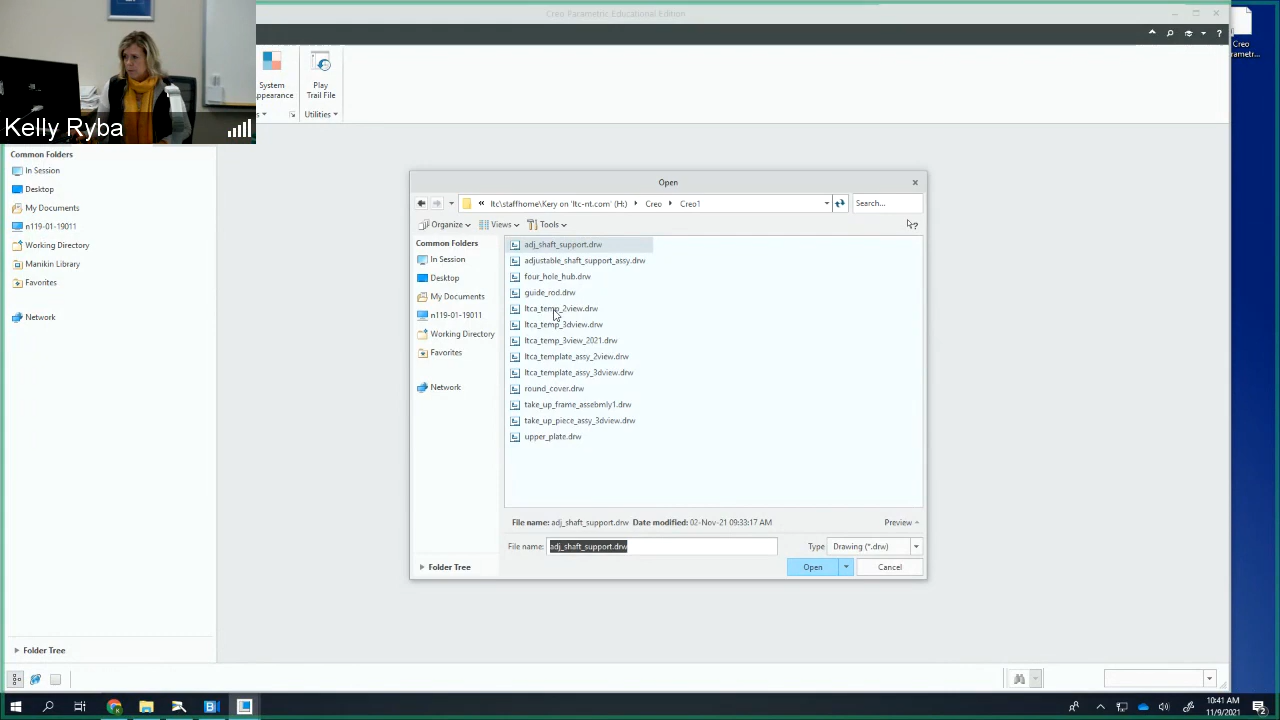 Creo Parametric Educational Edition
Creo
Parametr...
System
Appearance
Play
Trail File
Utilities
Kelly Ryba
Common Folders
In Session
Desktop
My Documents
n119-01-19011
Working Directory
Manikin Library
Favorites
Network
Folder Tree
Open
« ltc\staffhome\Kery on 'ltc-nt.com' (H:) Creo Creo1
Search...
Organize Views Tools
Common Folders
In Session
Desktop
My Documents
n119-01-19011
Working Directory
Favorites
Network
Folder Tree
adj_shaft_support.drw
adjustable_shaft_support_assy.drw
four_hole_hub.drw
guide_rod.drw
ltca_temp_2view.drw
ltca_temp_3dview.drw
ltca_temp_3view_2021.drw
ltca_template_assy_2view.drw
ltca_template_assy_3dview.drw
round_cover.drw
take_up_frame_assebmly1.drw
take_up_piece_assy_3dview.drw
upper_plate.drw
File name: adj_shaft_support.drw Date modified: 02-Nov-21 09:33:17 AM
Preview
File name: adj_shaft_support.drw
Type Drawing (*.drw)
Open
Cancel
10:41 AM
11/9/2021
2